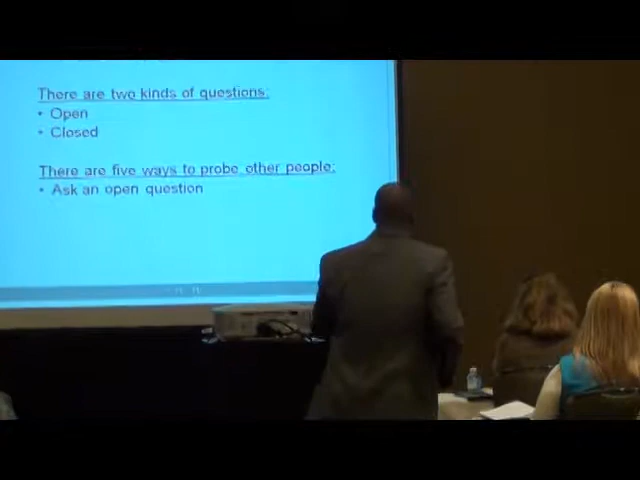 There are two kinds of questions:
• Open
• Closed
There are five ways to probe other people:
• Ask an open question